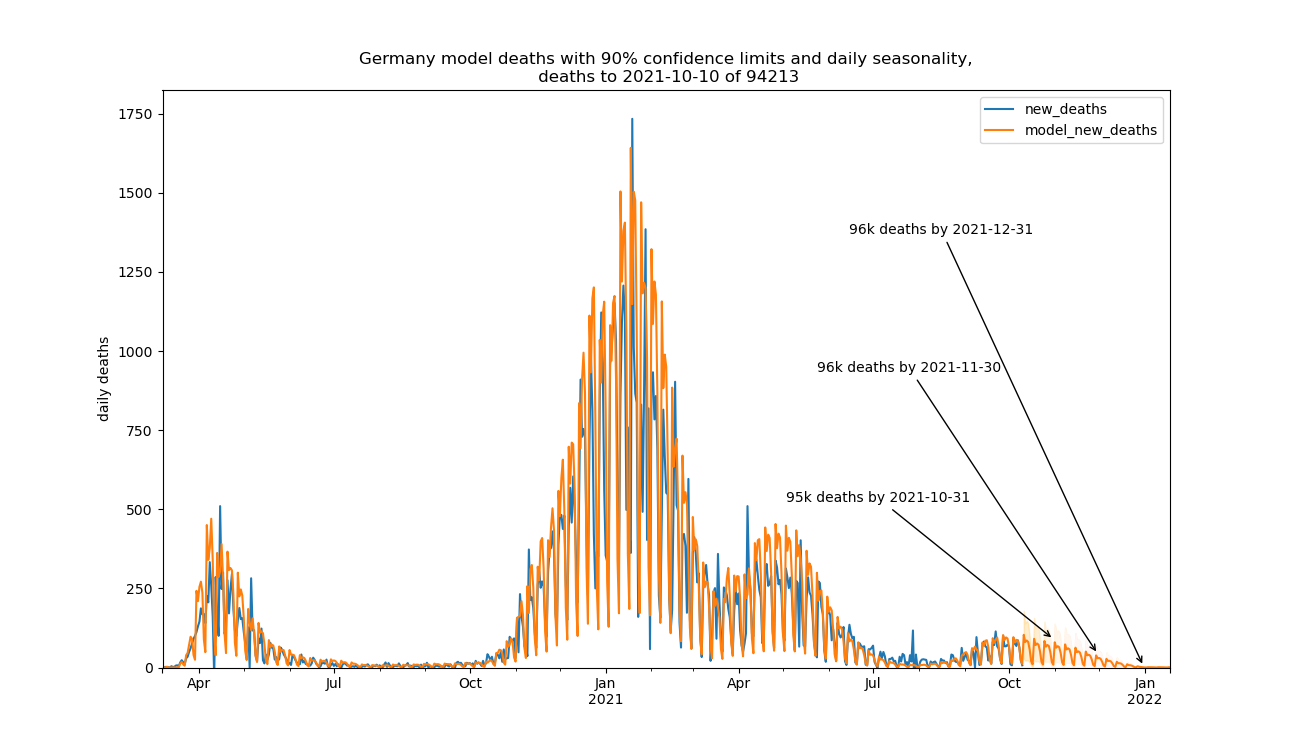 Germany model deaths with 90% confidence limits and daily seasonality,
deaths to 2021-10-10 of 94213
new_deaths
model_new_deaths
daily deaths
1750
1500
1250
1000
750
500
250
0
96k deaths by 2021-12-31
96k deaths by 2021-11-30
95k deaths by 2021-10-31
Apr Jul Oct Jan Apr Jul Oct Jan
2021 2022